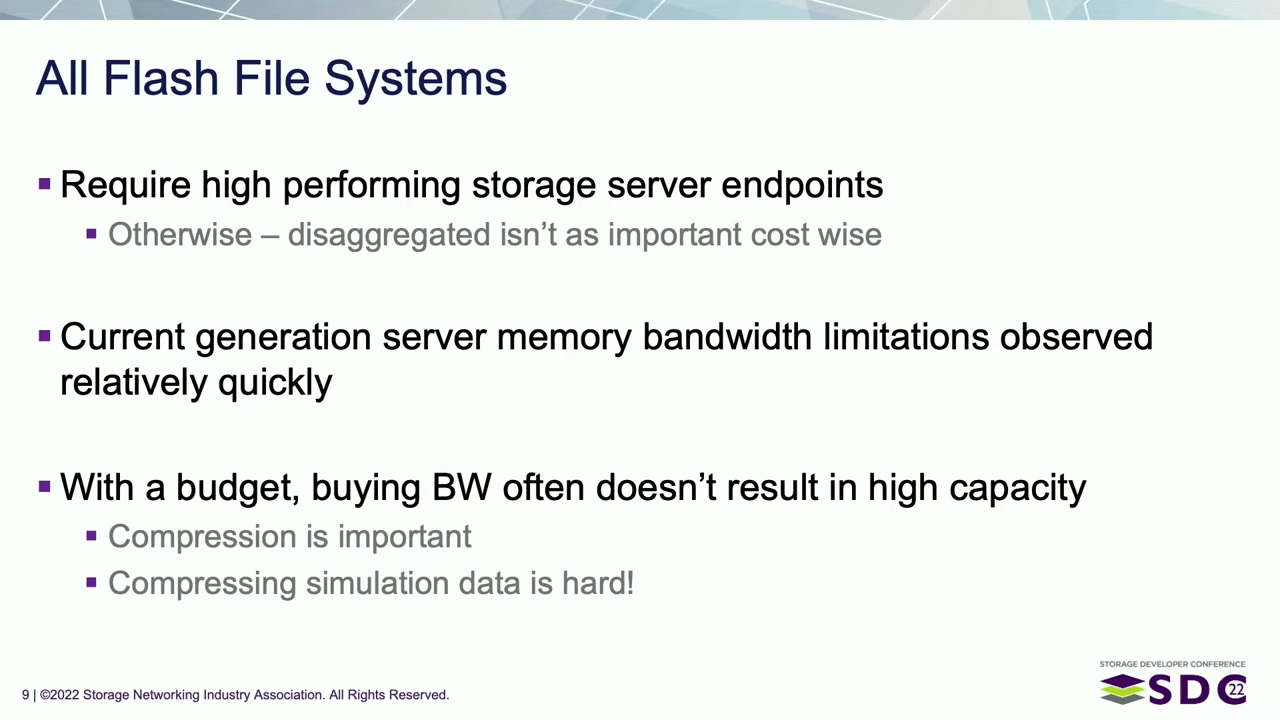 All Flash File Systems
Require high performing storage server endpoints
Otherwise – disaggregated isn’t as important cost wise
Current generation server memory bandwidth limitations observed
relatively quickly
With a budget, buying BW often doesn’t result in high capacity
Compression is important
Compressing simulation data is hard!
STORAGE DEVELOPER CONFERENCE
SDC 22
9 | ©2022 Storage Networking Industry Association. All Rights Reserved.